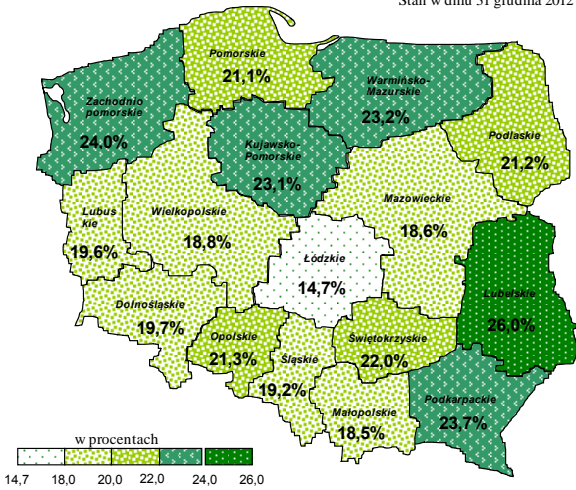 Stan w dniu 31 grudnia 2012
Pomorskie
21,1%
Warmińsko-
Mazurskie
23,2%
Zachodnio
pomorskie
24,0%
Kujawsko-
Pomorskie
23,1%
Podlaskie
21,2%
Lubus
kie
19,6%
Wielkopolskie
18,8%
Mazowieckie
18,6%
Łódzkie
14,7%
Lubelskie
26,0%
Dolnośląskie
19,7%
Opolskie
21,3%
Śląskie
19,2%
Świętokrzyskie
22,0%
Małopolskie
18,5%
Podkarpackie
23,7%
w procentach
14,7 18,0 20,0 22,0 24,0 26,0